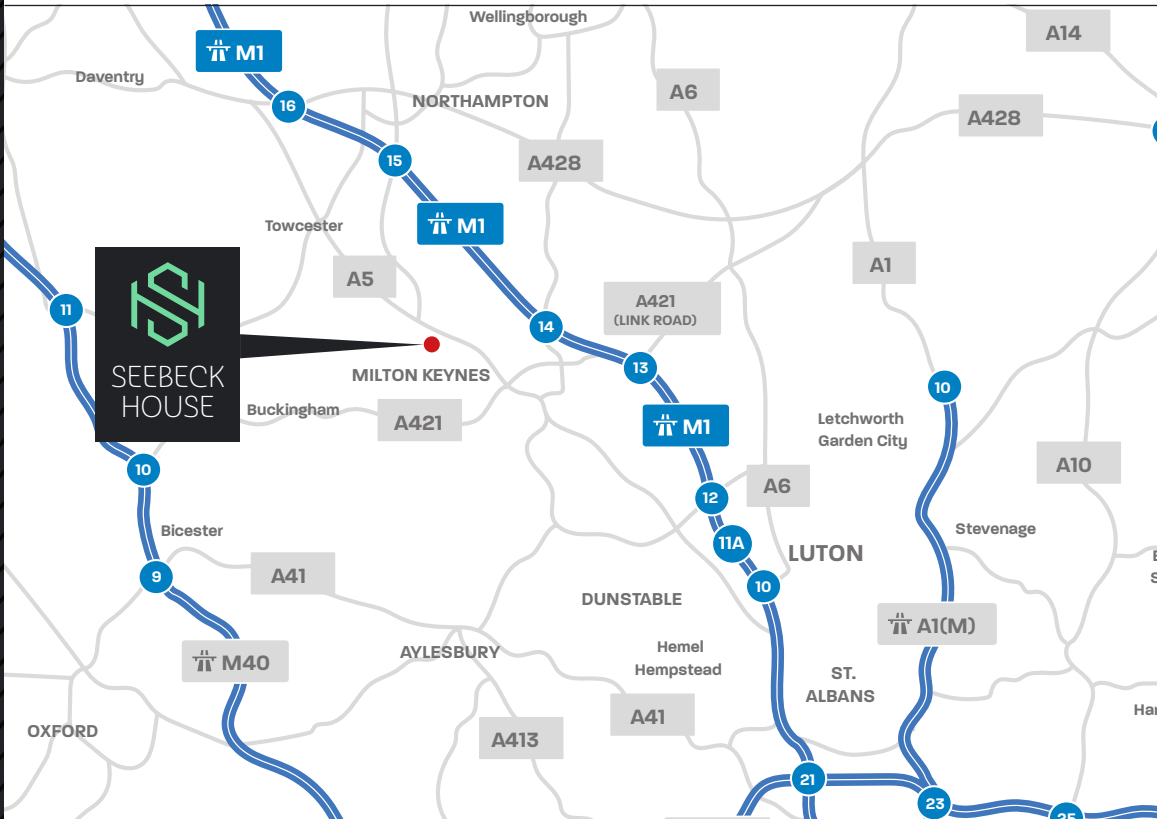 Wellingborough
A14
M1
Daventry
A6
16
NORTHAMPTON
A428
15
A428
M1
Towcester
A5
A1
11
A421
(LINK ROAD)
14
SEEBECK
HOUSE
MILTON KEYNES
13
10
Buckingham
A421
M1
Letchworth
Garden City
10
A10
12
A6
Bicester
Stevenage
11A
LUTON
9
A41
10
DUNSTABLE
A1(M)
AYLESBURY
Hemel
Hempstead
M40
ST.
ALBANS
A41
OXFORD
A413
21
23
25